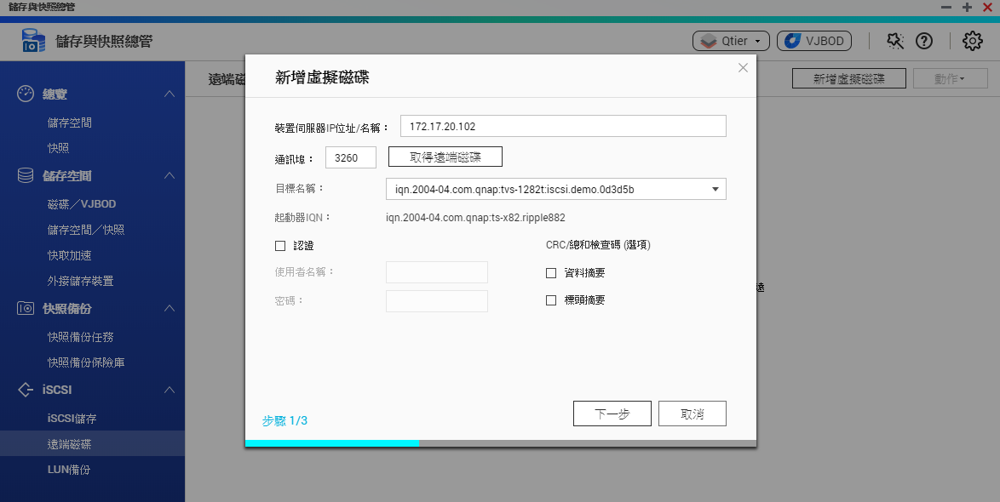 儲存與快照總管
儲存與快照總管
Qtier
VJBOD
總覽
儲存空間
快照
儲存空間
磁碟／VJBOD
儲存空間／快照
快取加速
外接儲存裝置
快照備份
快照備份任務
快照備份保險庫
iSCSI
iSCSI儲存
遠端磁碟
LUN備份
遠端磁
新增虛擬磁碟
動作
遠
新增虛擬磁碟
裝置伺服器IP位址/名稱：
172.17.20.102
通訊埠：
3260
取得遠端磁碟
目標名稱：
iqn.2004-04.com.qnap:tvs-1282t:iscsi.demo.0d3d5b
起動器IQN：
iqn.2004-04.com.qnap:ts-x82.ripple882
認證
CRC/總和檢查碼 (選項)
使用者名稱：
資料摘要
密碼：
標頭摘要
步驟 1/3
下一步
取消